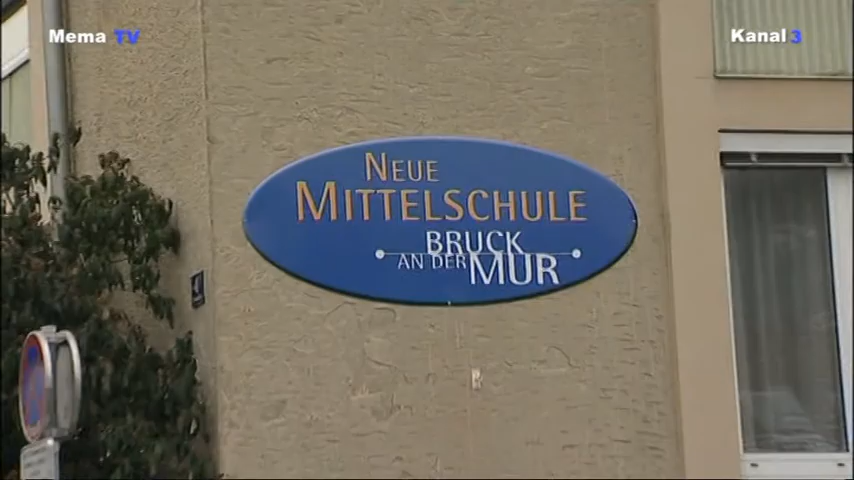 Mema TV
Kanal 3
NEUE
MITTELSCHULE
BRUCK
AN DER MUR